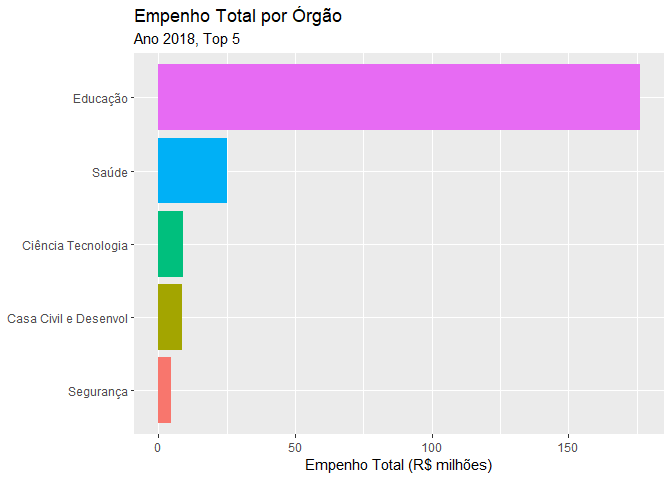 Empenho Total por Órgão
Ano 2018, Top 5
Educação
Saúde
Ciência Tecnologia
Casa Civil e Desenvol
Segurança
0 50 100 150
Empenho Total (R$ milhões)